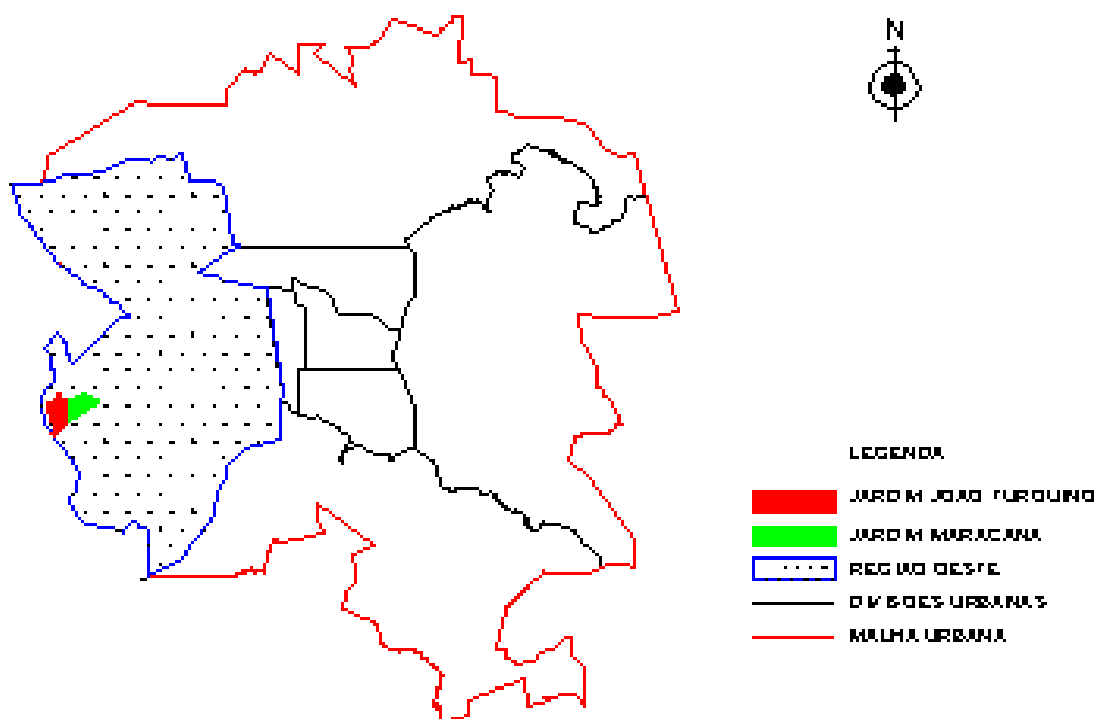 N
LEGENDA
JARDIM JOAO TURQUINO
JARDIM MARACANA
REGIAO OESTE
DIVISOES URBANAS
MALHA URBANA